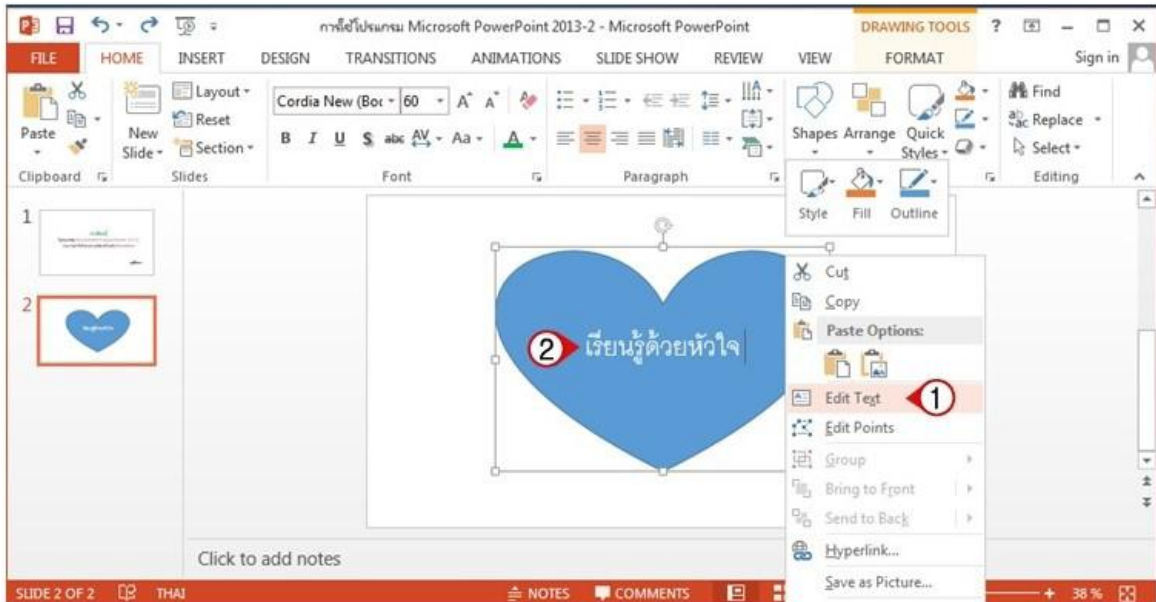 การใช้โปรแกรม Microsoft PowerPoint 2013-2 - Microsoft PowerPoint
DRAWING TOOLS
FILE HOME INSERT DESIGN TRANSITIONS ANIMATIONS SLIDE SHOW REVIEW VIEW FORMAT Sign in
Paste
New Slide
Layout
Reset
Section
Cordia New (Boc 60
B I U S abc AV Aa A
Shapes Arrange Quick Styles
Find
Replace
Select
Clipboard Slides Font Paragraph Editing
Style Fill Outline
1
2
2 เรียนรู้ด้วยหัวใจ
Cut
Copy
Paste Options:
Edit Text 1
Edit Points
Group
Bring to Front
Send to Back
Hyperlink...
Save as Picture...
Click to add notes
SLIDE 2 OF 2 THAI NOTES COMMENTS 38 %